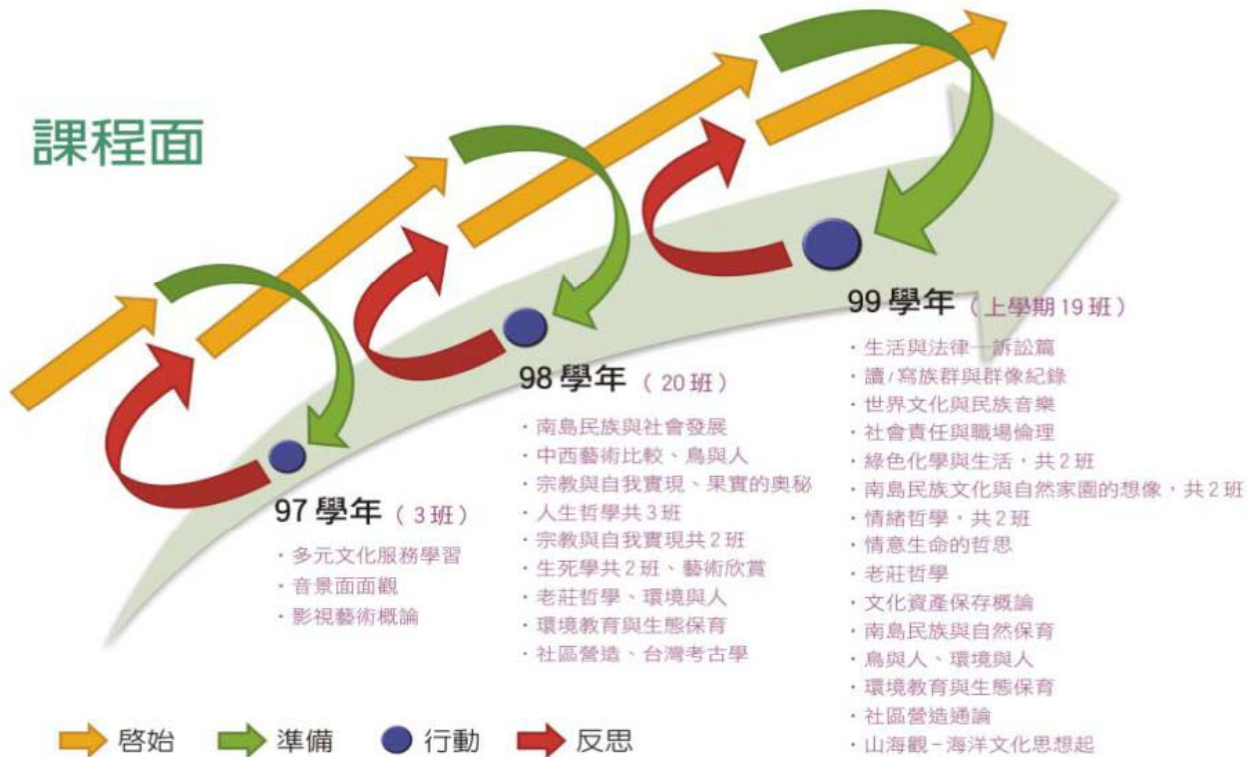 課程面
97 學年（3班）
・多元文化服務學習
・音景面面觀
・影視藝術概論
98 學年（20班）
・南島民族與社會發展
・中西藝術比較、鳥與人
・宗教與自我實現、果實的奧秘
・人生哲學共3班
・宗教與自我實現共2班
・生死學共2班、藝術欣賞
・老莊哲學、環境與人
・環境教育與生態保育
・社區營造、台灣考古學
99 學年（上學期19班）
・生活與法律—訴訟篇
・讀/寫族群與群像紀錄
・世界文化與民族音樂
・社會責任與職場倫理
・綠色化學與生活，共2班
・南島民族文化與自然家園的想像，共2班
・情緒哲學，共2班
・情意生命的哲思
・老莊哲學
・文化資產保存概論
・南島民族與自然保育
・鳥與人、環境與人
・環境教育與生態保育
・社區營造通論
・山海觀－海洋文化思想起
啓始 準備 行動 反思